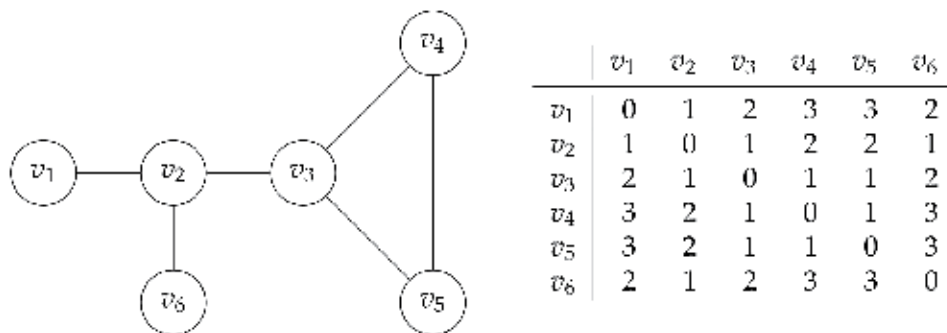 v₄
v₁ v₂ v₃
v₆ v₅
v₁ v₂ v₃ v₄ v₅ v₆
v₁ 0 1 2 3 3 2
v₂ 1 0 1 2 2 1
v₃ 2 1 0 1 1 2
v₄ 3 2 1 0 1 3
v₅ 3 2 1 1 0 3
v₆ 2 1 2 3 3 0